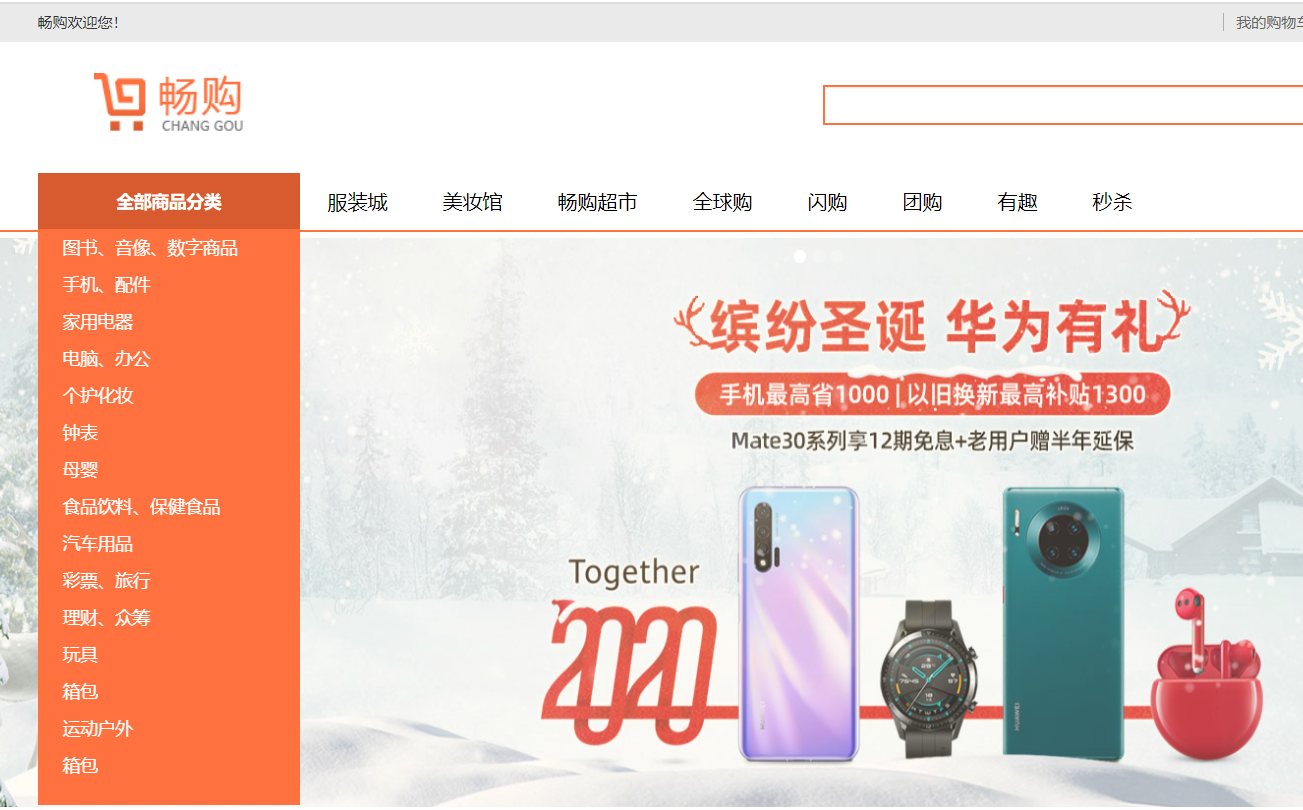 畅购欢迎您！
我的购物车
畅购
CHANG GOU
全部商品分类
服装城 美妆馆 畅购超市 全球购 闪购 团购 有趣 秒杀
图书、音像、数字商品
手机、配件
家用电器
电脑、办公
个护化妆
钟表
母婴
食品饮料、保健食品
汽车用品
彩票、旅行
理财、众筹
玩具
箱包
运动户外
箱包
缤纷圣诞 华为有礼
手机最高省1000 | 以旧换新最高补贴1300
Mate30系列享12期免息+老用户赠半年延保
Together
2020
HUAWEI